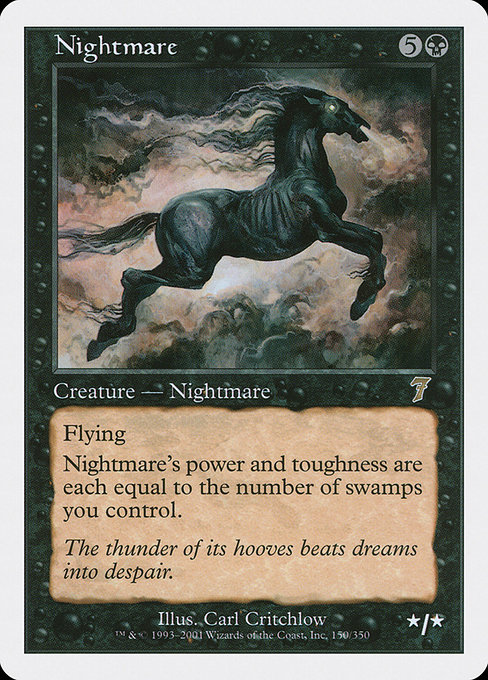 Nightmare 5
Creature — Nightmare
Flying
Nightmare's power and toughness are
each equal to the number of swamps
you control.
The thunder of its hooves beats dreams
into despair.
Illus. Carl Critchlow
™ & © 1993–2001 Wizards of the Coast, Inc. 150/350
★/★